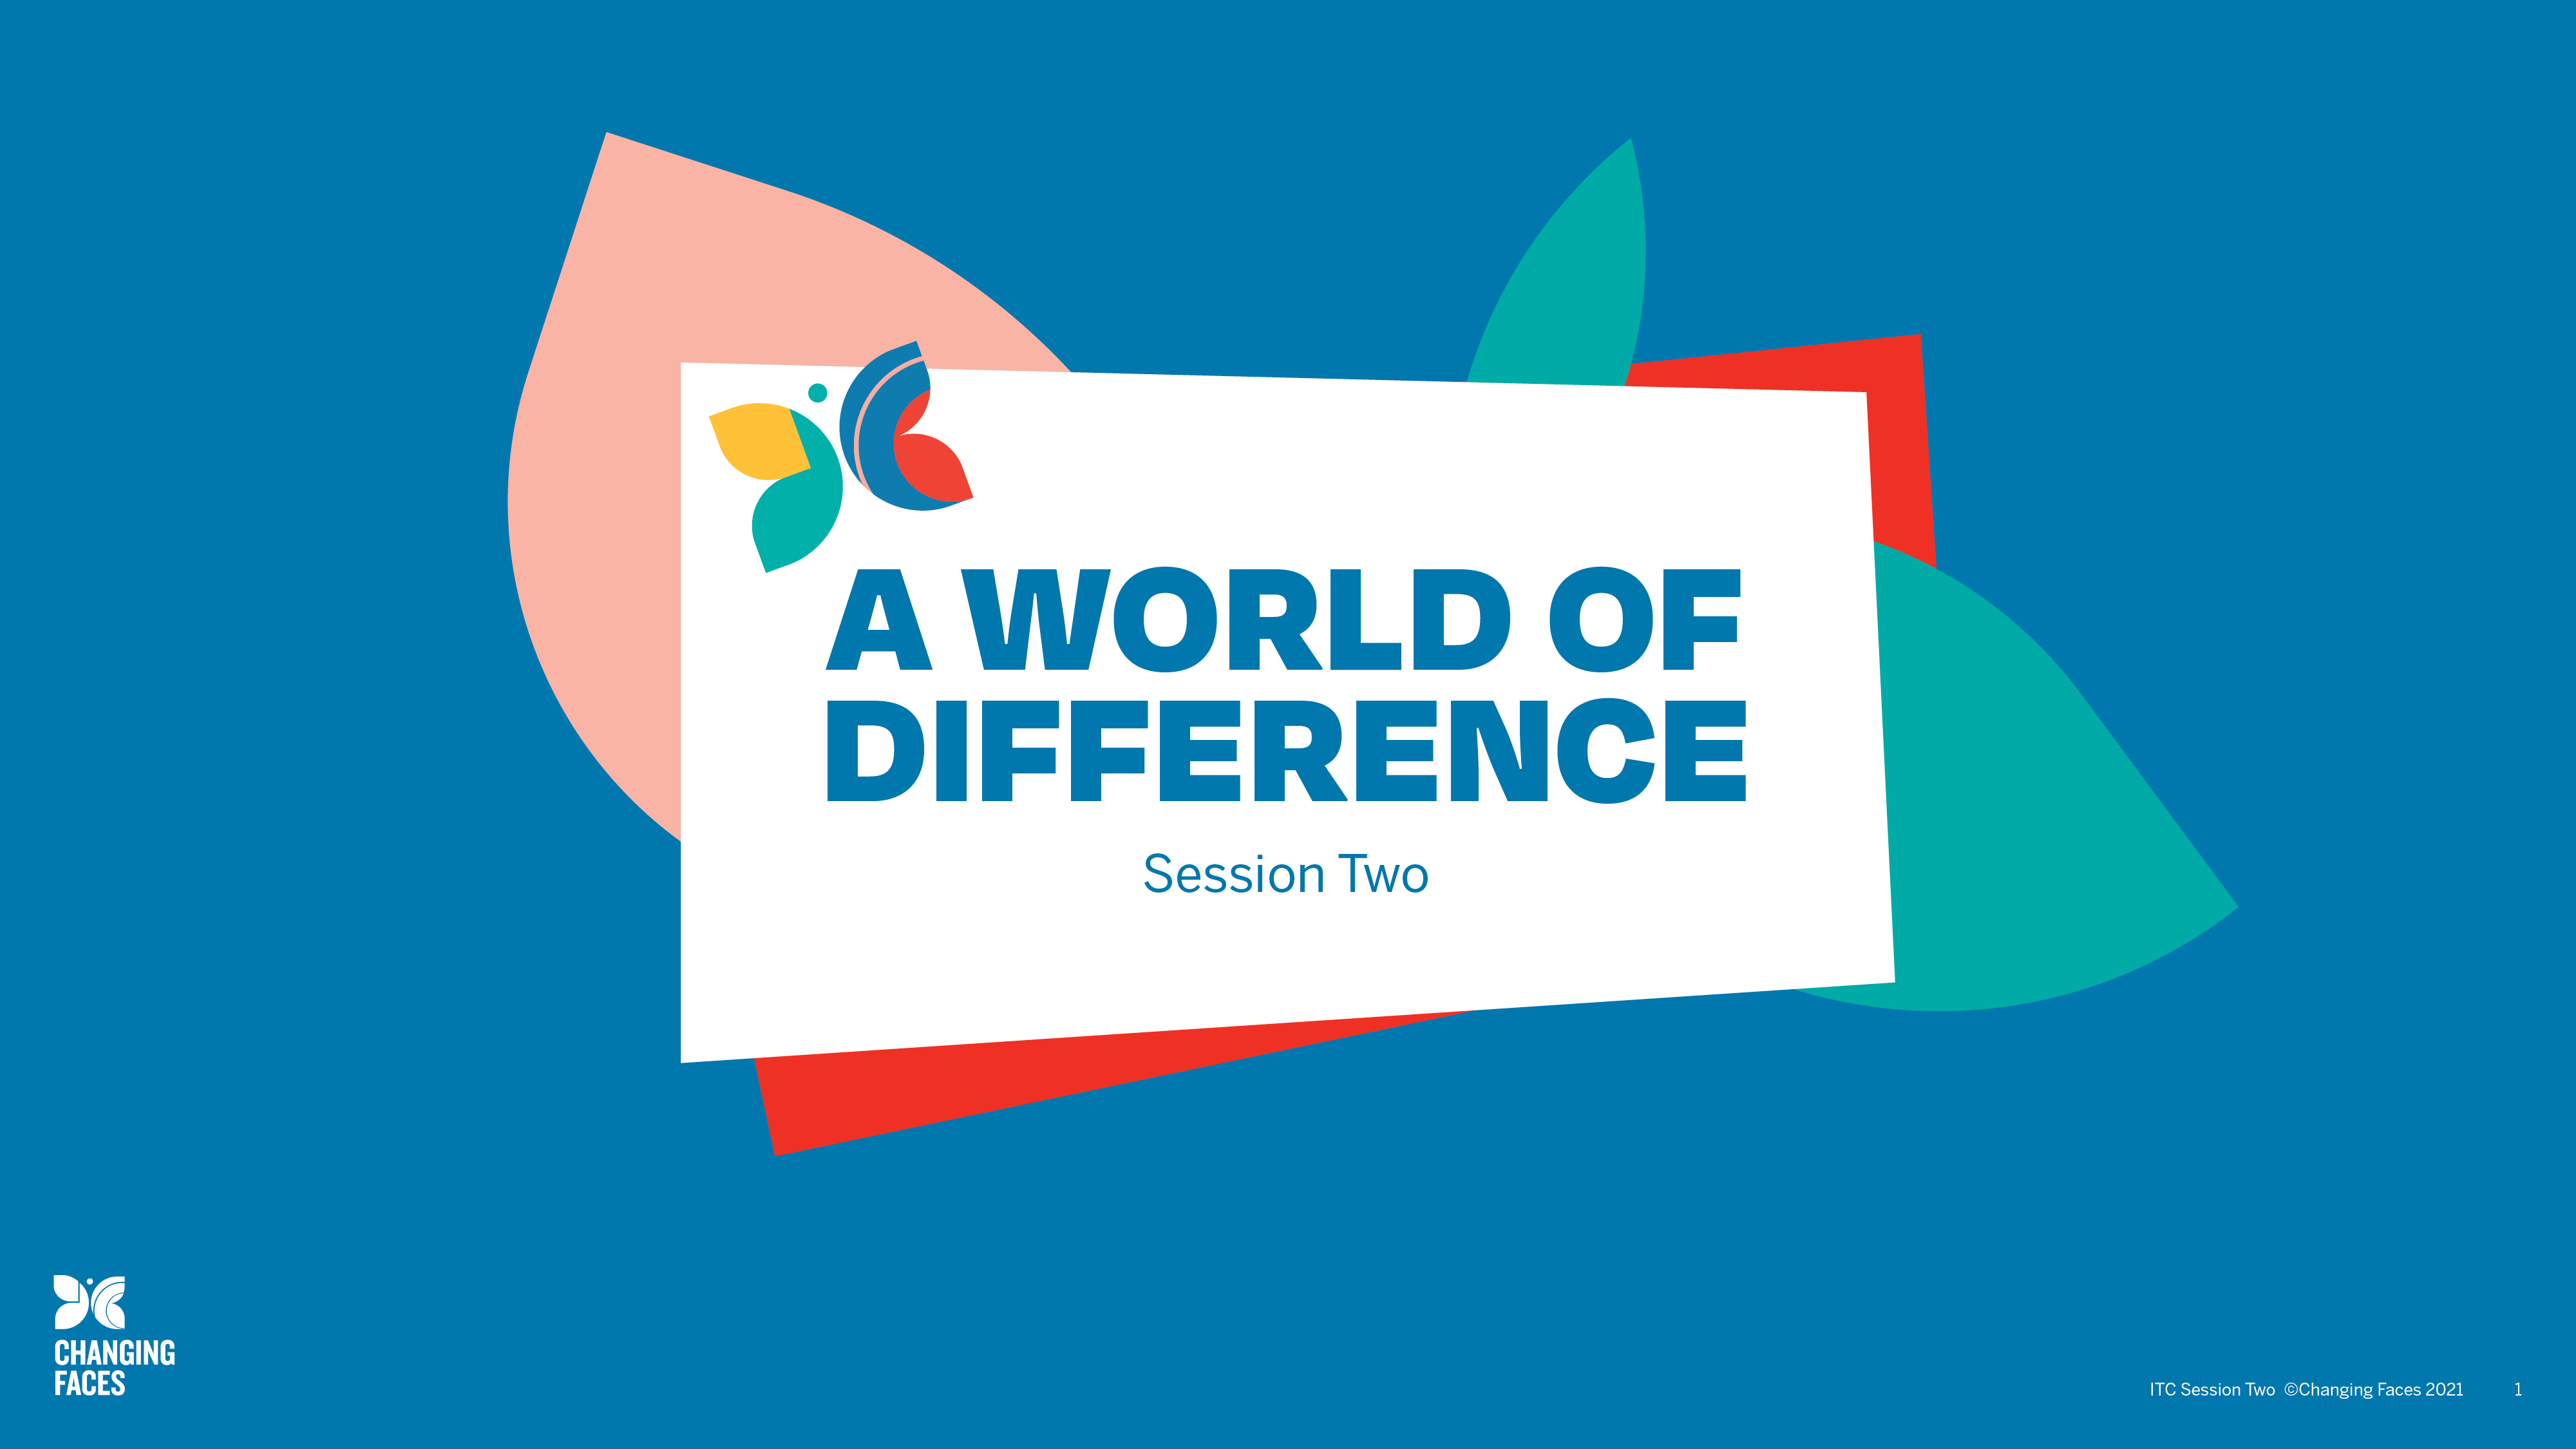 A WORLD OF
DIFFERENCE
Session Two
CHANGING
FACES
ITC Session Two ©Changing Faces 2021 1